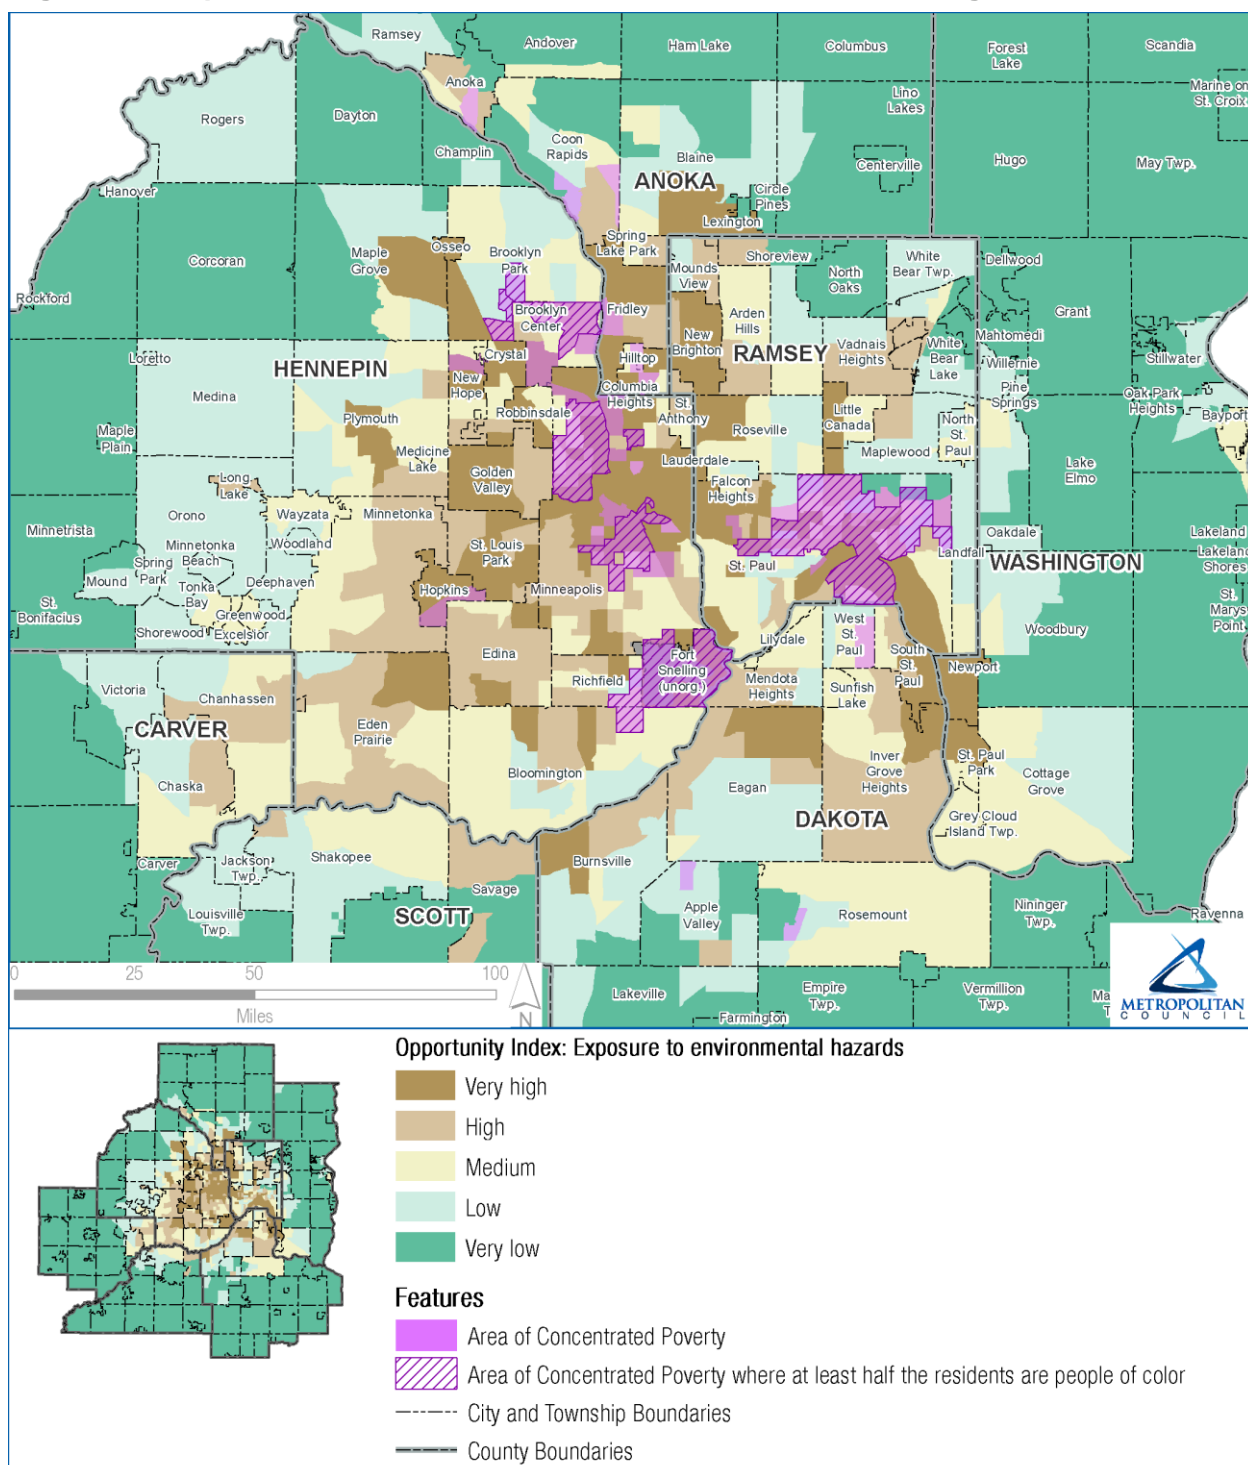 Ramsey
Andover
Ham Lake
Columbus
Forest
Lake
Scandia
Anoka
Lino
Lakes
Marine on
St. Croix
Rogers
Dayton
Champlin
Coon
Rapids
Blaine
Centerville
Hugo
May Twp.
ANOKA
Hanover
Circle
Pines
Lexington
Corcoran
Maple
Grove
Osseo
Brooklyn
Park
Spring
Lake Park
Mounds
View
Shoreview
North
Oaks
White
Bear Twp.
Dellwood
Rockford
Brooklyn
Center
Fridley
Arden
Hills
Grant
New
Brighton
Mahtomedi
Loretto
HENNEPIN
Crystal
Hilltop
RAMSEY
Vadnais
Heights
White
Bear
Lake
Willernie
Stillwater
Medina
New
Hope
Columbia
Heights
Pine
Springs
Oak Park
Heights
Bayport
Plymouth
Robbinsdale
St.
Anthony
Roseville
Little
Canada
North
St.
Paul
Maple
Plain
Medicine
Lake
Golden
Valley
Lauderdale
Maplewood
Lake
Elmo
Long
Lake
Falcon
Heights
Minnetrista
Orono
Wayzata
Minnetonka
Oakdale
Lakeland
Minnetonka
Beach
Woodland
St. Louis
Park
Landfall
WASHINGTON
Lakeland
Shores
Mound
Spring
Park
Tonka
Bay
Deephaven
Hopkins
Minneapolis
St. Paul
St.
Bonifacius
Greenwood
Shorewood
Excelsior
Lilydale
West
St.
Paul
Woodbury
St.
Marys
Point
Edina
Richfield
Fort
Snelling
(unorg.)
Mendota
Heights
South
St.
Paul
Newport
Victoria
Chanhassen
Sunfish
Lake
CARVER
Eden
Prairie
Inver
Grove
Heights
St. Paul
Park
Chaska
Bloomington
Eagan
Cottage
Grove
DAKOTA
Grey Cloud
Island Twp.
Carver
Jackson
Twp.
Shakopee
Burnsville
Savage
Louisville
Twp.
SCOTT
Apple
Valley
Rosemount
Nininger
Twp.
Ravenna
0 25 50 100
Miles
N
Lakeville
Farmington
Empire
Twp.
Vermillion
Twp.
METROPOLITAN
COUNCIL
Opportunity Index: Exposure to environmental hazards
Very high
High
Medium
Low
Very low
Features
Area of Concentrated Poverty
Area of Concentrated Poverty where at least half the residents are people of color
City and Township Boundaries
County Boundaries